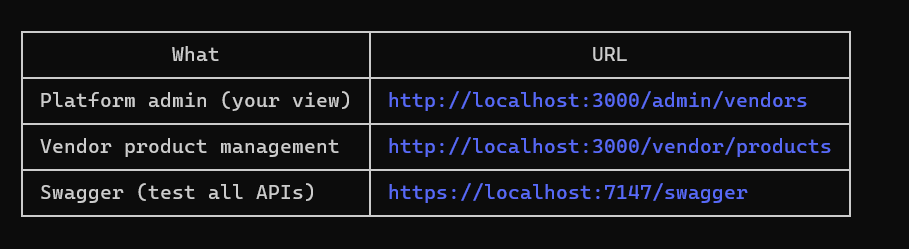 What URL
Platform admin (your view) http://localhost:3000/admin/vendors
Vendor product management http://localhost:3000/vendor/products
Swagger (test all APIs) https://localhost:7147/swagger